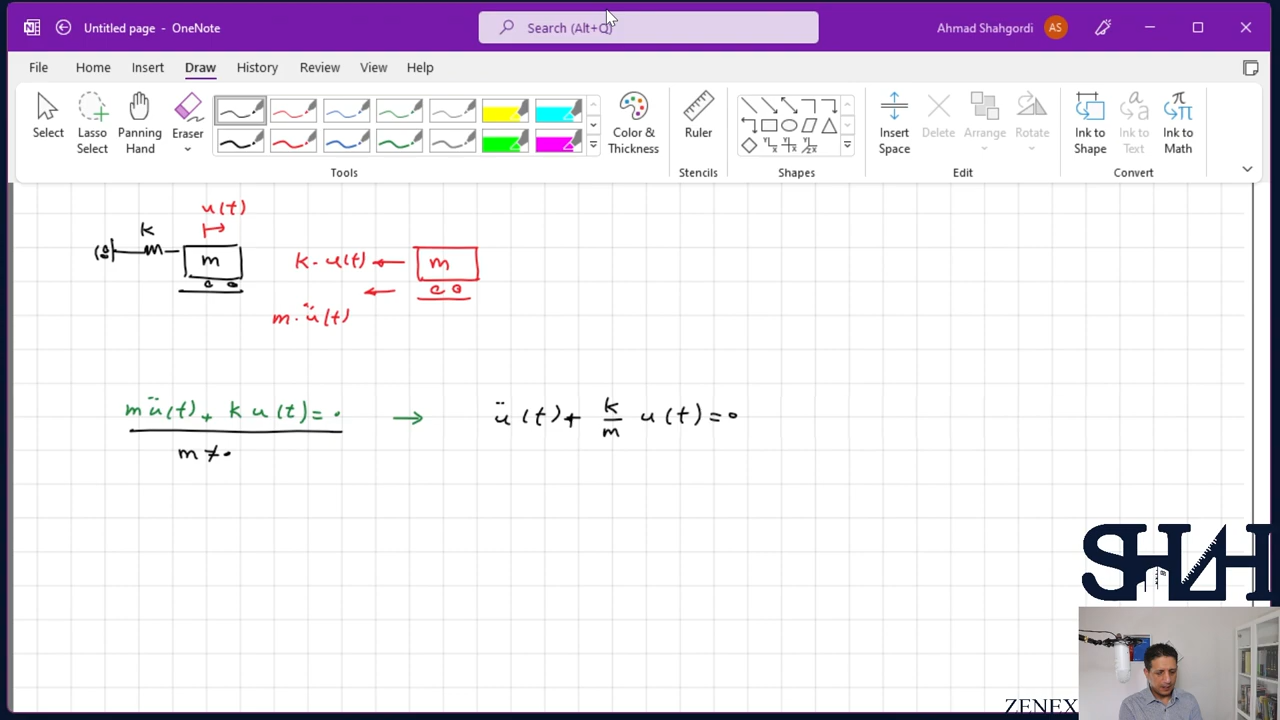 Untitled page - OneNote
Search (Alt+Q)
Ahmad Shahgordi
AS
File Home Insert Draw History Review View Help
Select
Lasso Select
Panning Hand
Eraser
Color & Thickness
Ruler
Insert Space
Delete
Arrange
Rotate
Ink to Shape
Ink to Text
Ink to Math
Tools
Stencils
Shapes
Edit
Convert
u(t)
k
m
k. u(t)
m
m. ü(t)
mü(t) + k u(t) = 0
m ≠ 0
→
ü(t) + k/m u(t) = 0
SHAH
ZENEX